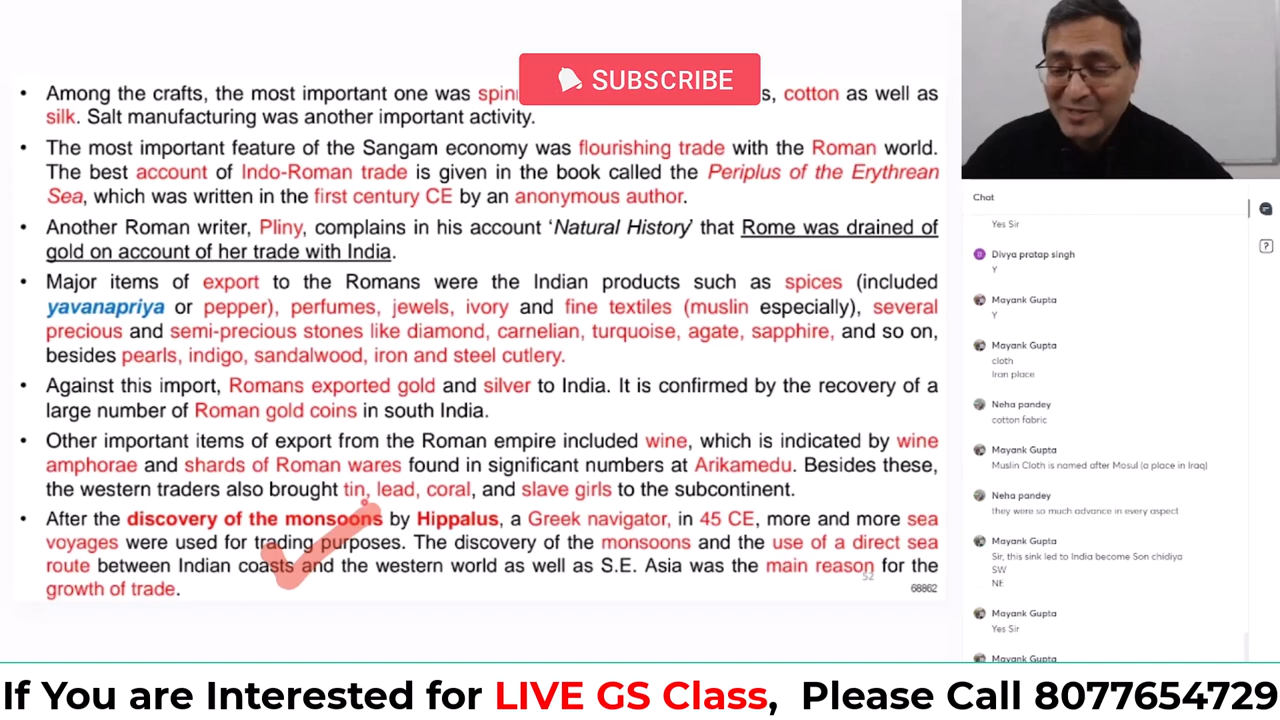 SUBSCRIBE
• Among the crafts, the most important one was spin s, cotton as well as
silk. Salt manufacturing was another important activity.
• The most important feature of the Sangam economy was flourishing trade with the Roman world.
The best account of Indo-Roman trade is given in the book called the Periplus of the Erythrean
Sea, which was written in the first century CE by an anonymous author.
• Another Roman writer, Pliny, complains in his account ‘Natural History’ that Rome was drained of
gold on account of her trade with India.
• Major items of export to the Romans were the Indian products such as spices (included
yavanapriya or pepper), perfumes, jewels, ivory and fine textiles (muslin especially), several
precious and semi-precious stones like diamond, carnelian, turquoise, agate, sapphire, and so on,
besides pearls, indigo, sandalwood, iron and steel cutlery.
• Against this import, Romans exported gold and silver to India. It is confirmed by the recovery of a
large number of Roman gold coins in south India.
• Other important items of export from the Roman empire included wine, which is indicated by wine
amphorae and shards of Roman wares found in significant numbers at Arikamedu. Besides these,
the western traders also brought tin, lead, coral, and slave girls to the subcontinent.
• After the discovery of the monsoons by Hippalus, a Greek navigator, in 45 CE, more and more sea
voyages were used for trading purposes. The discovery of the monsoons and the use of a direct sea
route between Indian coasts and the western world as well as S.E. Asia was the main reason for the
growth of trade.
52
68862
Chat
Yes Sir
Divya pratap singh
Y
Mayank Gupta
Y
Mayank Gupta
cloth
Iran place
Neha pandey
cotton fabric
Mayank Gupta
Muslin Cloth is named after Mosul (a place in Iraq)
Neha pandey
they were so much advance in every aspect
Mayank Gupta
Sir, this sink led to India become Son chidiya
SW
NE
Mayank Gupta
Yes Sir
Mayank Gupta
If You are Interested for LIVE GS Class, Please Call 8077654729